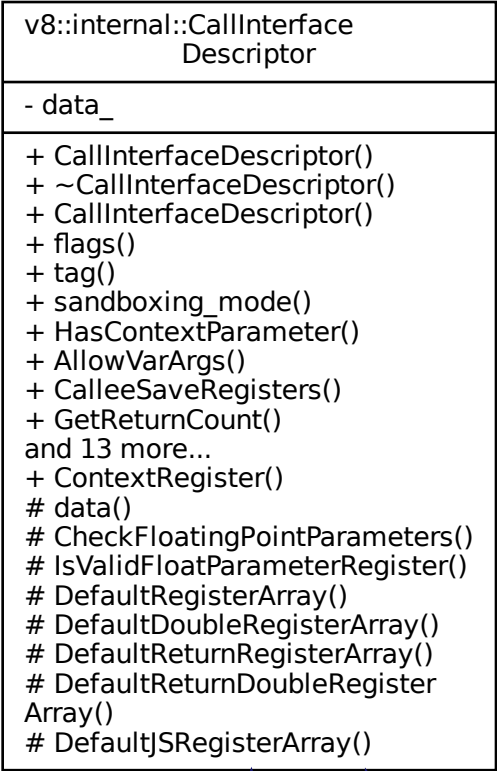 v8::internal::CallInterface
Descriptor
- data_
+ CallInterfaceDescriptor()
+ ~CallInterfaceDescriptor()
+ CallInterfaceDescriptor()
+ flags()
+ tag()
+ sandboxing_mode()
+ HasContextParameter()
+ AllowVarArgs()
+ CalleeSaveRegisters()
+ GetReturnCount()
and 13 more...
+ ContextRegister()
# data()
# CheckFloatingPointParameters()
# IsValidFloatParameterRegister()
# DefaultRegisterArray()
# DefaultDoubleRegisterArray()
# DefaultReturnRegisterArray()
# DefaultReturnDoubleRegister
Array()
# DefaultJSRegisterArray()